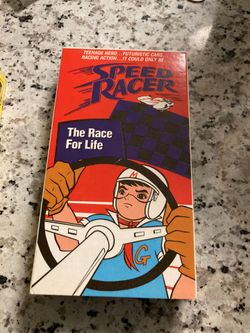 TEENAGE HERO...FUTURISTIC CARS...
RACING ACTION...IT COULD ONLY BE...
SPEED
RACER
The Race
For Life
M
G